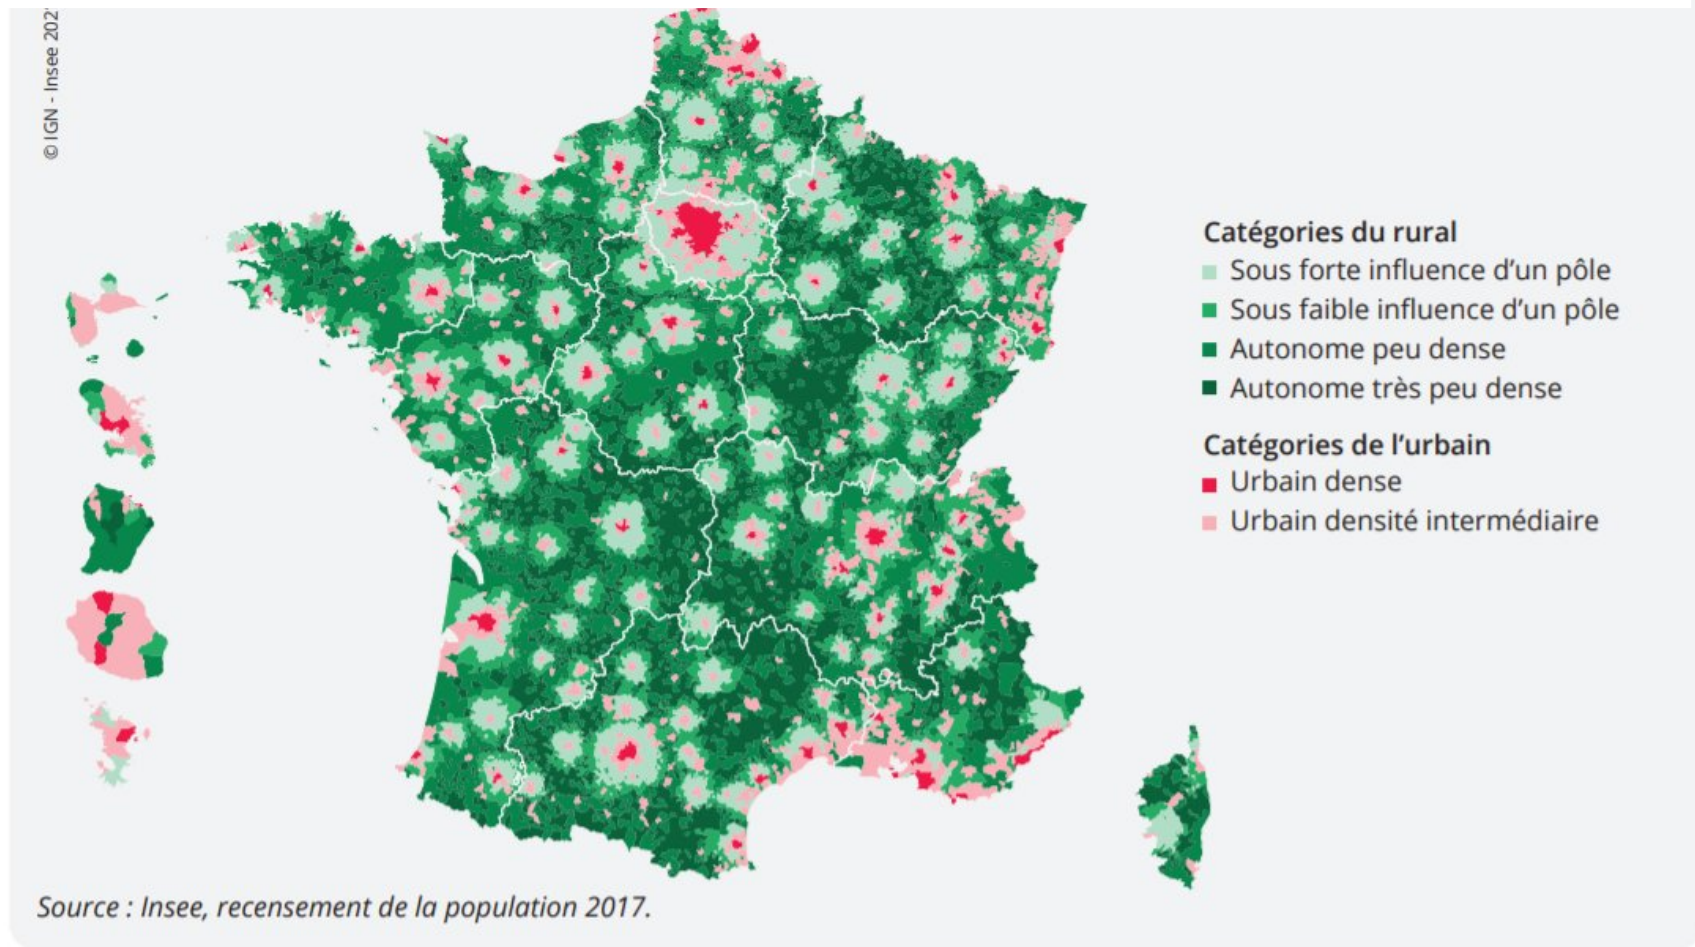 © IGN - Insee 202
Catégories du rural
Sous forte influence d’un pôle
Sous faible influence d’un pôle
Autonome peu dense
Autonome très peu dense
Catégories de l’urbain
Urbain dense
Urbain densité intermédiaire
Source : Insee, recensement de la population 2017.